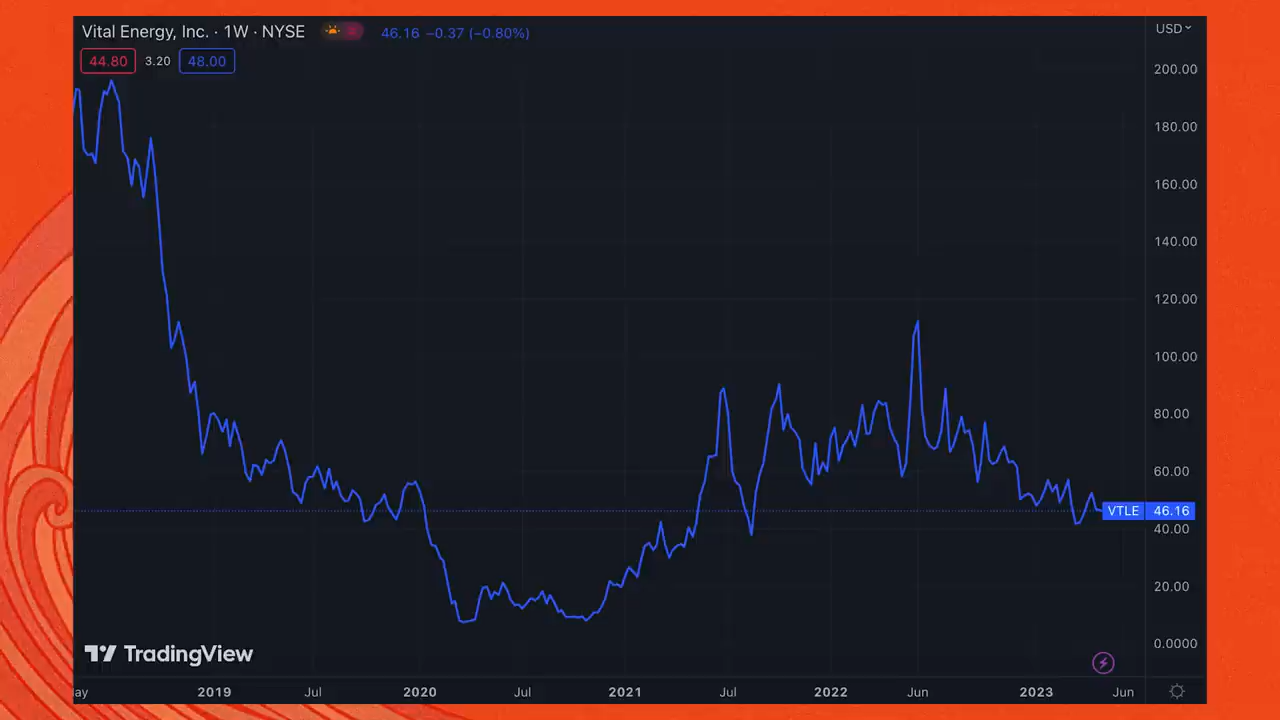 Vital Energy, Inc. · 1W · NYSE 46.16 −0.37 (−0.80%)
44.80 3.20 48.00
USD
200.00
180.00
160.00
140.00
120.00
100.00
80.00
60.00
VTLE 46.16
40.00
20.00
0.0000
TradingView
ay 2019 Jul 2020 Jul 2021 Jul 2022 Jun 2023 Jun